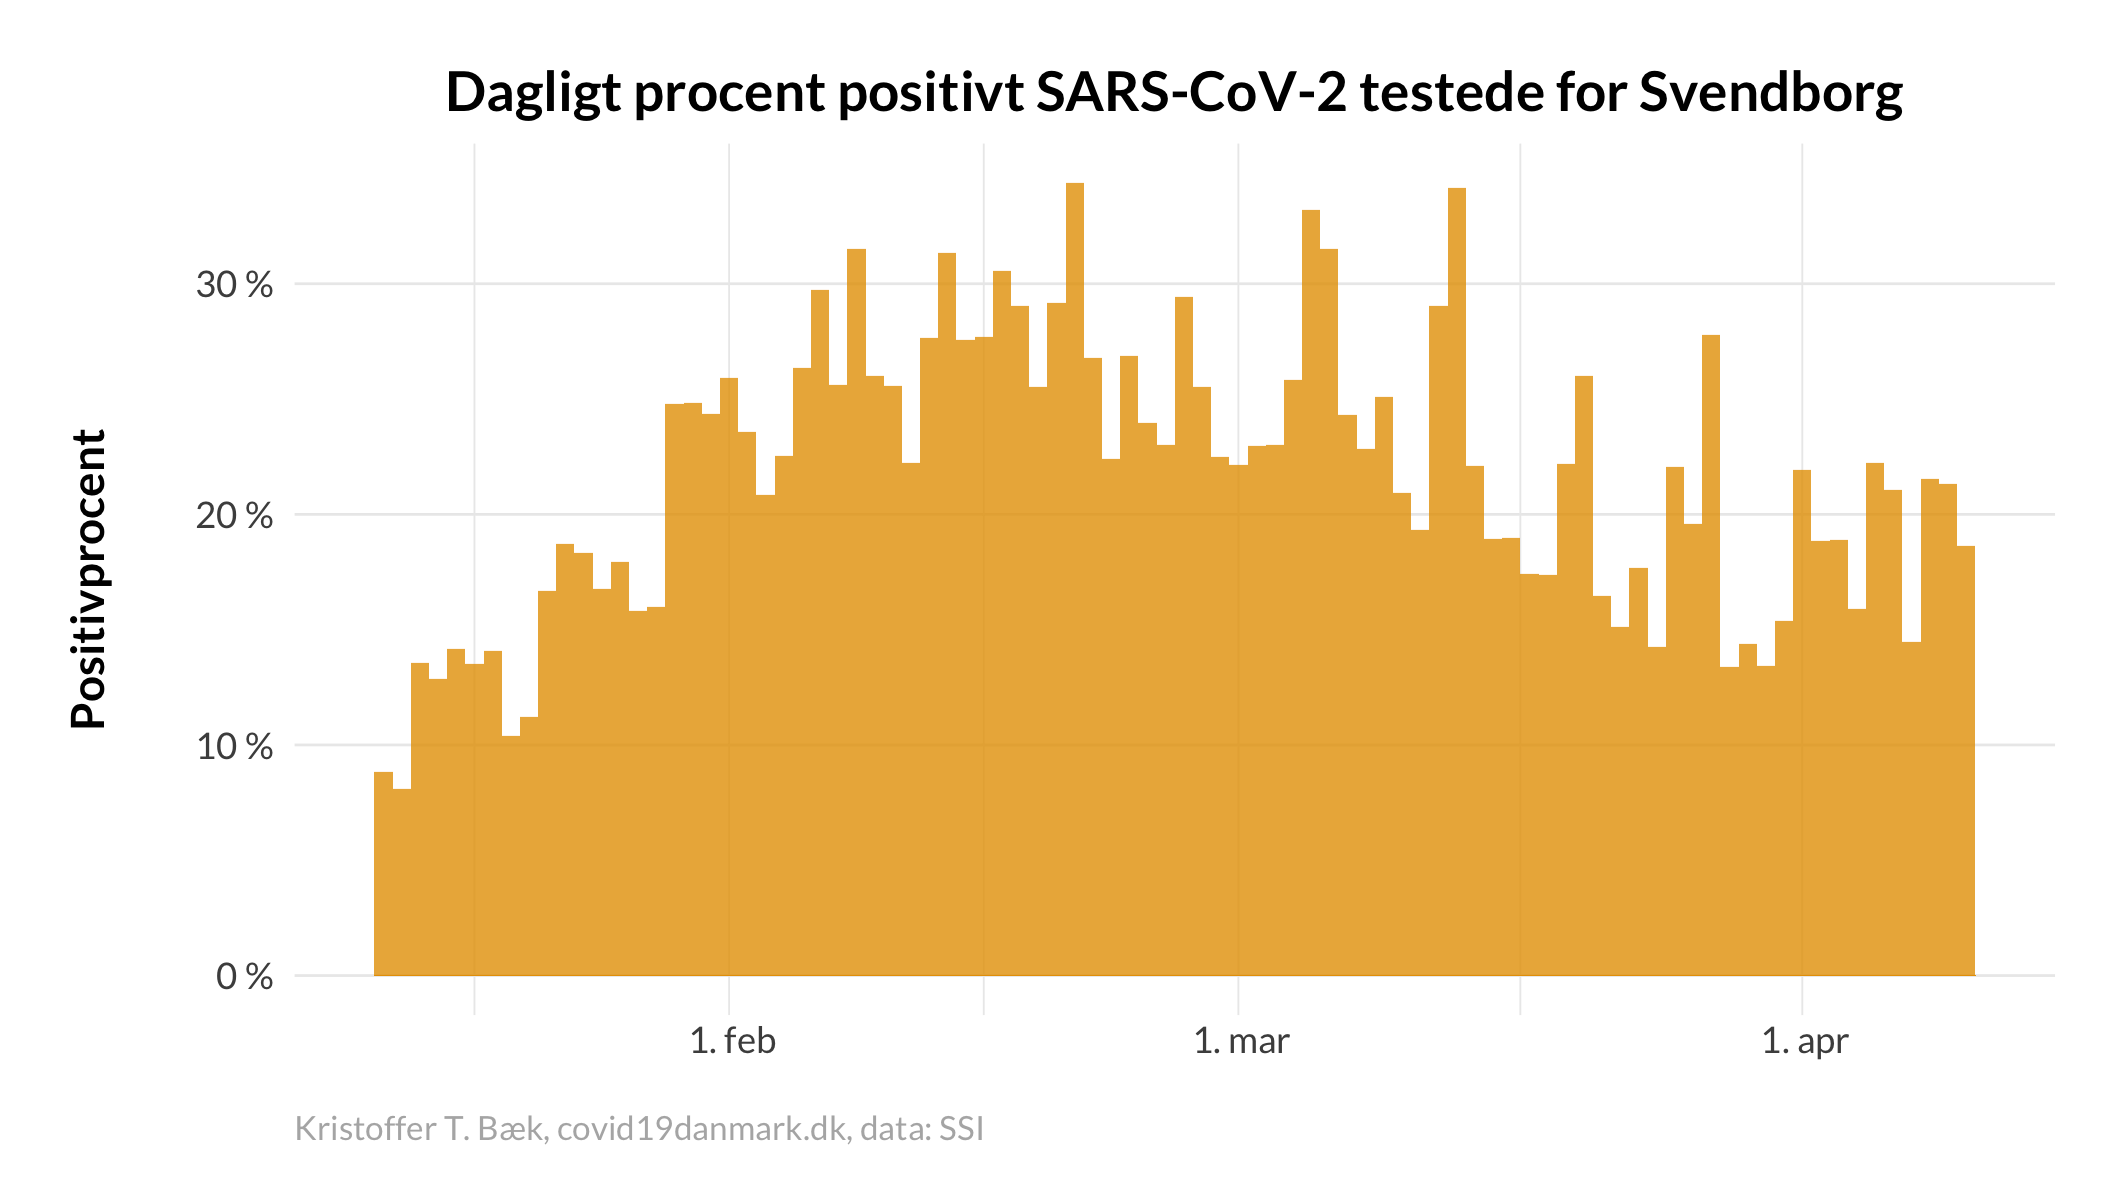 Dagligt procent positivt SARS-CoV-2 testede for Svendborg
Positivprocent
30 %
20 %
10 %
0 %
1. feb
1. mar
1. apr
Kristoffer T. Bæk, covid19danmark.dk, data: SSI